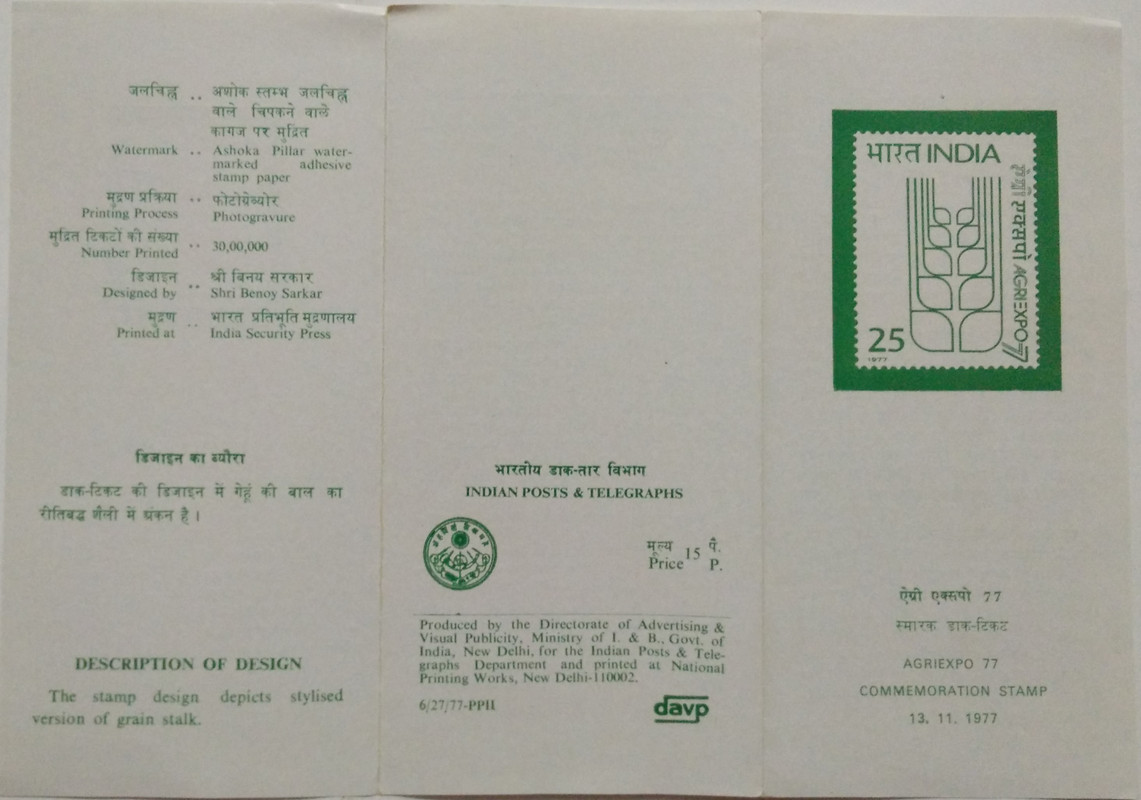 जलचिह्न .. अशोक स्तम्भ जलचिह्न
वाले चिपकने वाले
कागज पर मुद्रित
Watermark .. Ashoka Pillar water-
marked adhesive
stamp paper
मुद्रण प्रक्रिया .. फोटोग्रेव्योर
Printing Process Photogravure
मुद्रित टिकटों की संख्या
Number Printed .. 30,00,000
डिजाइन .. श्री बिनय सरकार
Designed by Shri Benoy Sarkar
मुद्रण .. भारत प्रतिभूति मुद्रणालय
Printed at India Security Press
डिजाइन का ब्यौरा
डाक-टिकट की डिजाइन में गेहूं की बाल का
रीतिबद्ध शैली में अंकन है।
DESCRIPTION OF DESIGN
The stamp design depicts stylised
version of grain stalk.
भारतीय डाक-तार विभाग
INDIAN POSTS & TELEGRAPHS
मूल्य 15 पै.
Price P.
Produced by the Directorate of Advertising &
Visual Publicity, Ministry of I. & B., Govt. of
India, New Delhi, for the Indian Posts & Tele-
graphs Department and printed at National
Printing Works, New Delhi-110002.
6/27/77-PPII
davp
भारत INDIA
ऐग्री एक्सपो AGRIEXPO 77
25
1977
ऐग्री एक्सपो 77
स्मारक डाक-टिकट
AGRIEXPO 77
COMMEMORATION STAMP
13. 11. 1977